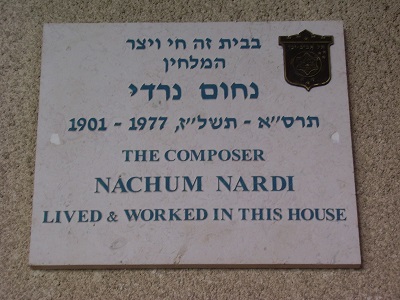 בבית זה חי ויצר
המלחין
נחום נרדי
תרס"א - תשל"ז, 1977 - 1901
THE COMPOSER
NACHUM NARDI
LIVED & WORKED IN THIS HOUSE